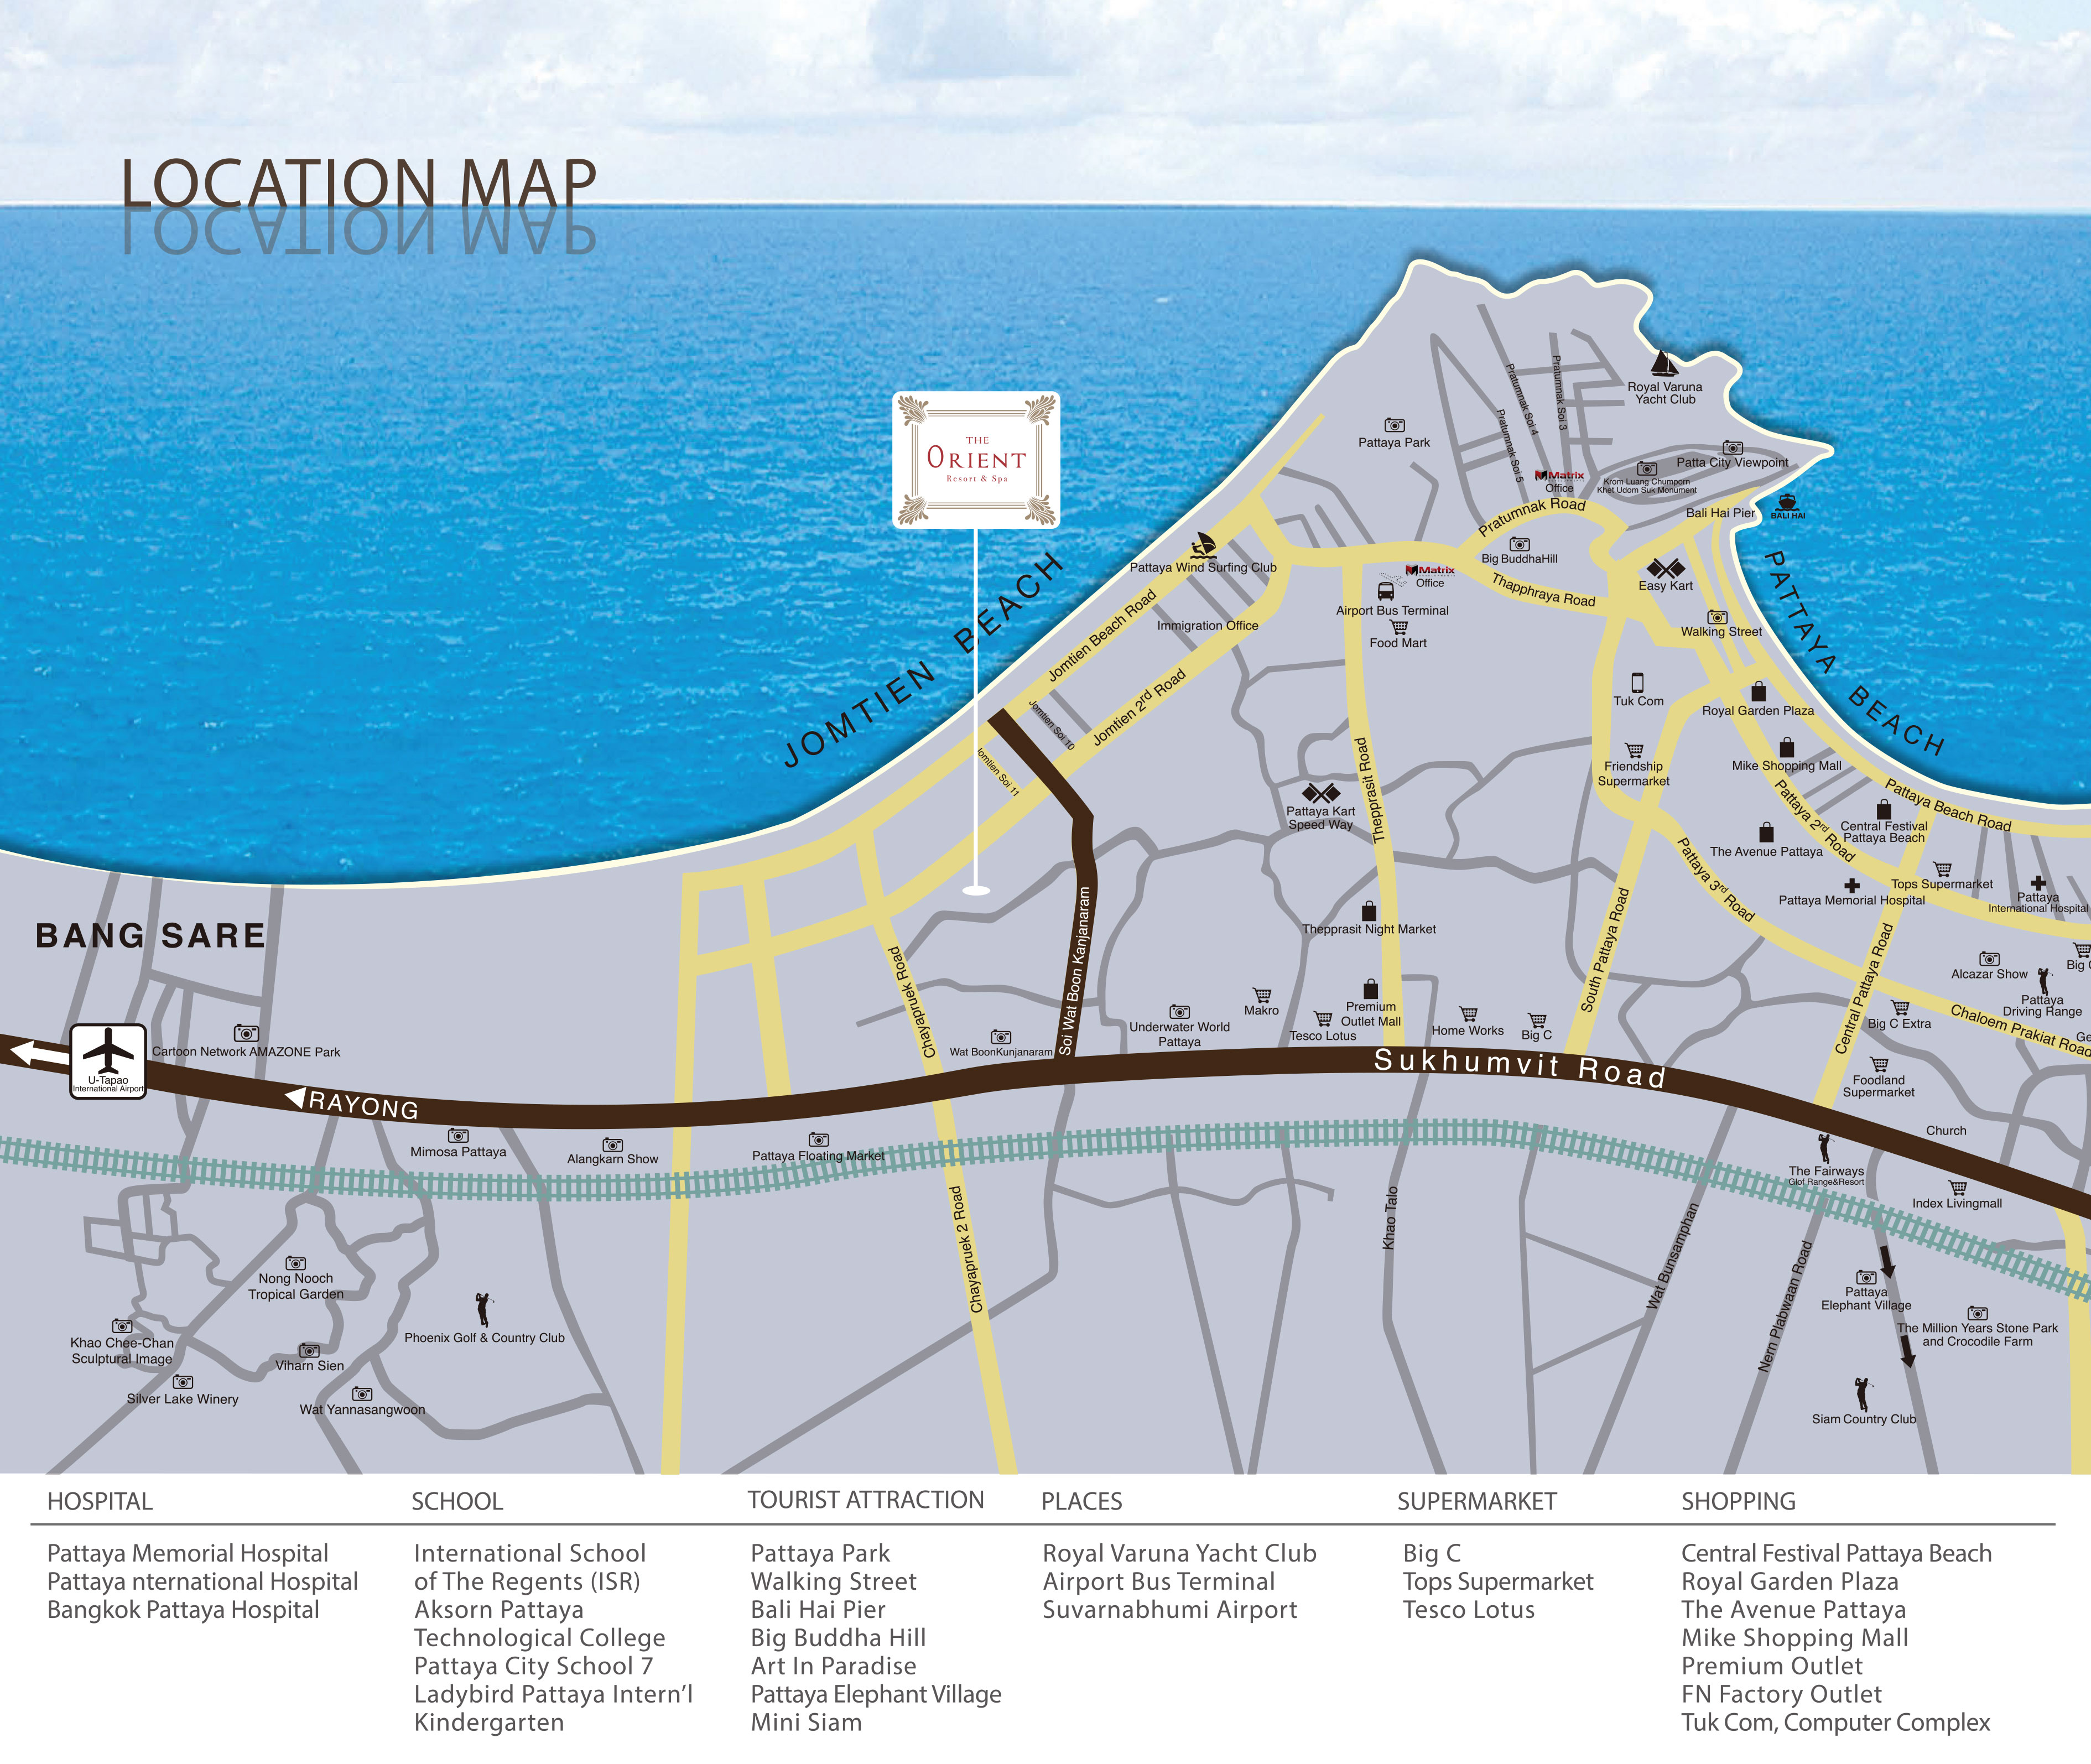 LOCATION MAP
THE
ORIENT
Resort & Spa
JOMTIEN BEACH
PATTAYA BEACH
BANG SARE
Royal Varuna
Yacht Club
Pattaya Park
Pratumnak Soi 4
Pratumnak Soi 3
Pratumnak Soi 5
Patta City Viewpoint
Matrix
Office
Krom Luang Chumporn
Khet Udom Suk Monument
Pratumnak Road
Bali Hai Pier
BALI HAI
Big BuddhaHill
Pattaya Wind Surfing Club
Matrix
Office
Thapphraya Road
Easy Kart
Airport Bus Terminal
Food Mart
Immigration Office
Walking Street
Jomtien Beach Road
Jomtien 2rd Road
Jomtien Soi 10
Jomtien Soi 11
Tuk Com
Royal Garden Plaza
Friendship
Supermarket
Mike Shopping Mall
Thepprasit Road
Pattaya Kart
Speed Way
Pattaya Beach Road
Pattaya 2rd Road
Central Festival
Pattaya Beach
The Avenue Pattaya
Pattaya 3rd Road
Tops Supermarket
Pattaya Memorial Hospital
Pattaya
International Hospital
Thepprasit Night Market
South Pattaya Road
Central Pattaya Road
Chayapruek Road
Soi Wat Boon Kanjanaram
Alcazar Show
Big
Pattaya
Driving Range
Big C Extra
Chaloem Prakiat Road
Ge
Makro
Premium
Outlet Mall
Underwater World
Pattaya
Tesco Lotus
Home Works
Big C
Wat BoonKunjanaram
Cartoon Network AMAZONE Park
U-Tapao
International Airport
RAYONG
Sukhumvit Road
Foodland
Supermarket
Church
Mimosa Pattaya
Alangkarn Show
Pattaya Floating Market
The Fairways
Glof Range&Resort
Index Livingmall
Chayapruek 2 Road
Khao Talo
Wat Bunsamphan
Nern Plabwaan Road
Nong Nooch
Tropical Garden
Pattaya
Elephant Village
The Million Years Stone Park
and Crocodile Farm
Phoenix Golf & Country Club
Khao Chee-Chan
Sculptural Image
Viharn Sien
Silver Lake Winery
Wat Yannasangwoon
Siam Country Club
HOSPITAL
Pattaya Memorial Hospital
Pattaya nternational Hospital
Bangkok Pattaya Hospital
SCHOOL
International School
of The Regents (ISR)
Aksorn Pattaya
Technological College
Pattaya City School 7
Ladybird Pattaya Intern’l
Kindergarten
TOURIST ATTRACTION
Pattaya Park
Walking Street
Bali Hai Pier
Big Buddha Hill
Art In Paradise
Pattaya Elephant Village
Mini Siam
PLACES
Royal Varuna Yacht Club
Airport Bus Terminal
Suvarnabhumi Airport
SUPERMARKET
Big C
Tops Supermarket
Tesco Lotus
SHOPPING
Central Festival Pattaya Beach
Royal Garden Plaza
The Avenue Pattaya
Mike Shopping Mall
Premium Outlet
FN Factory Outlet
Tuk Com, Computer Complex